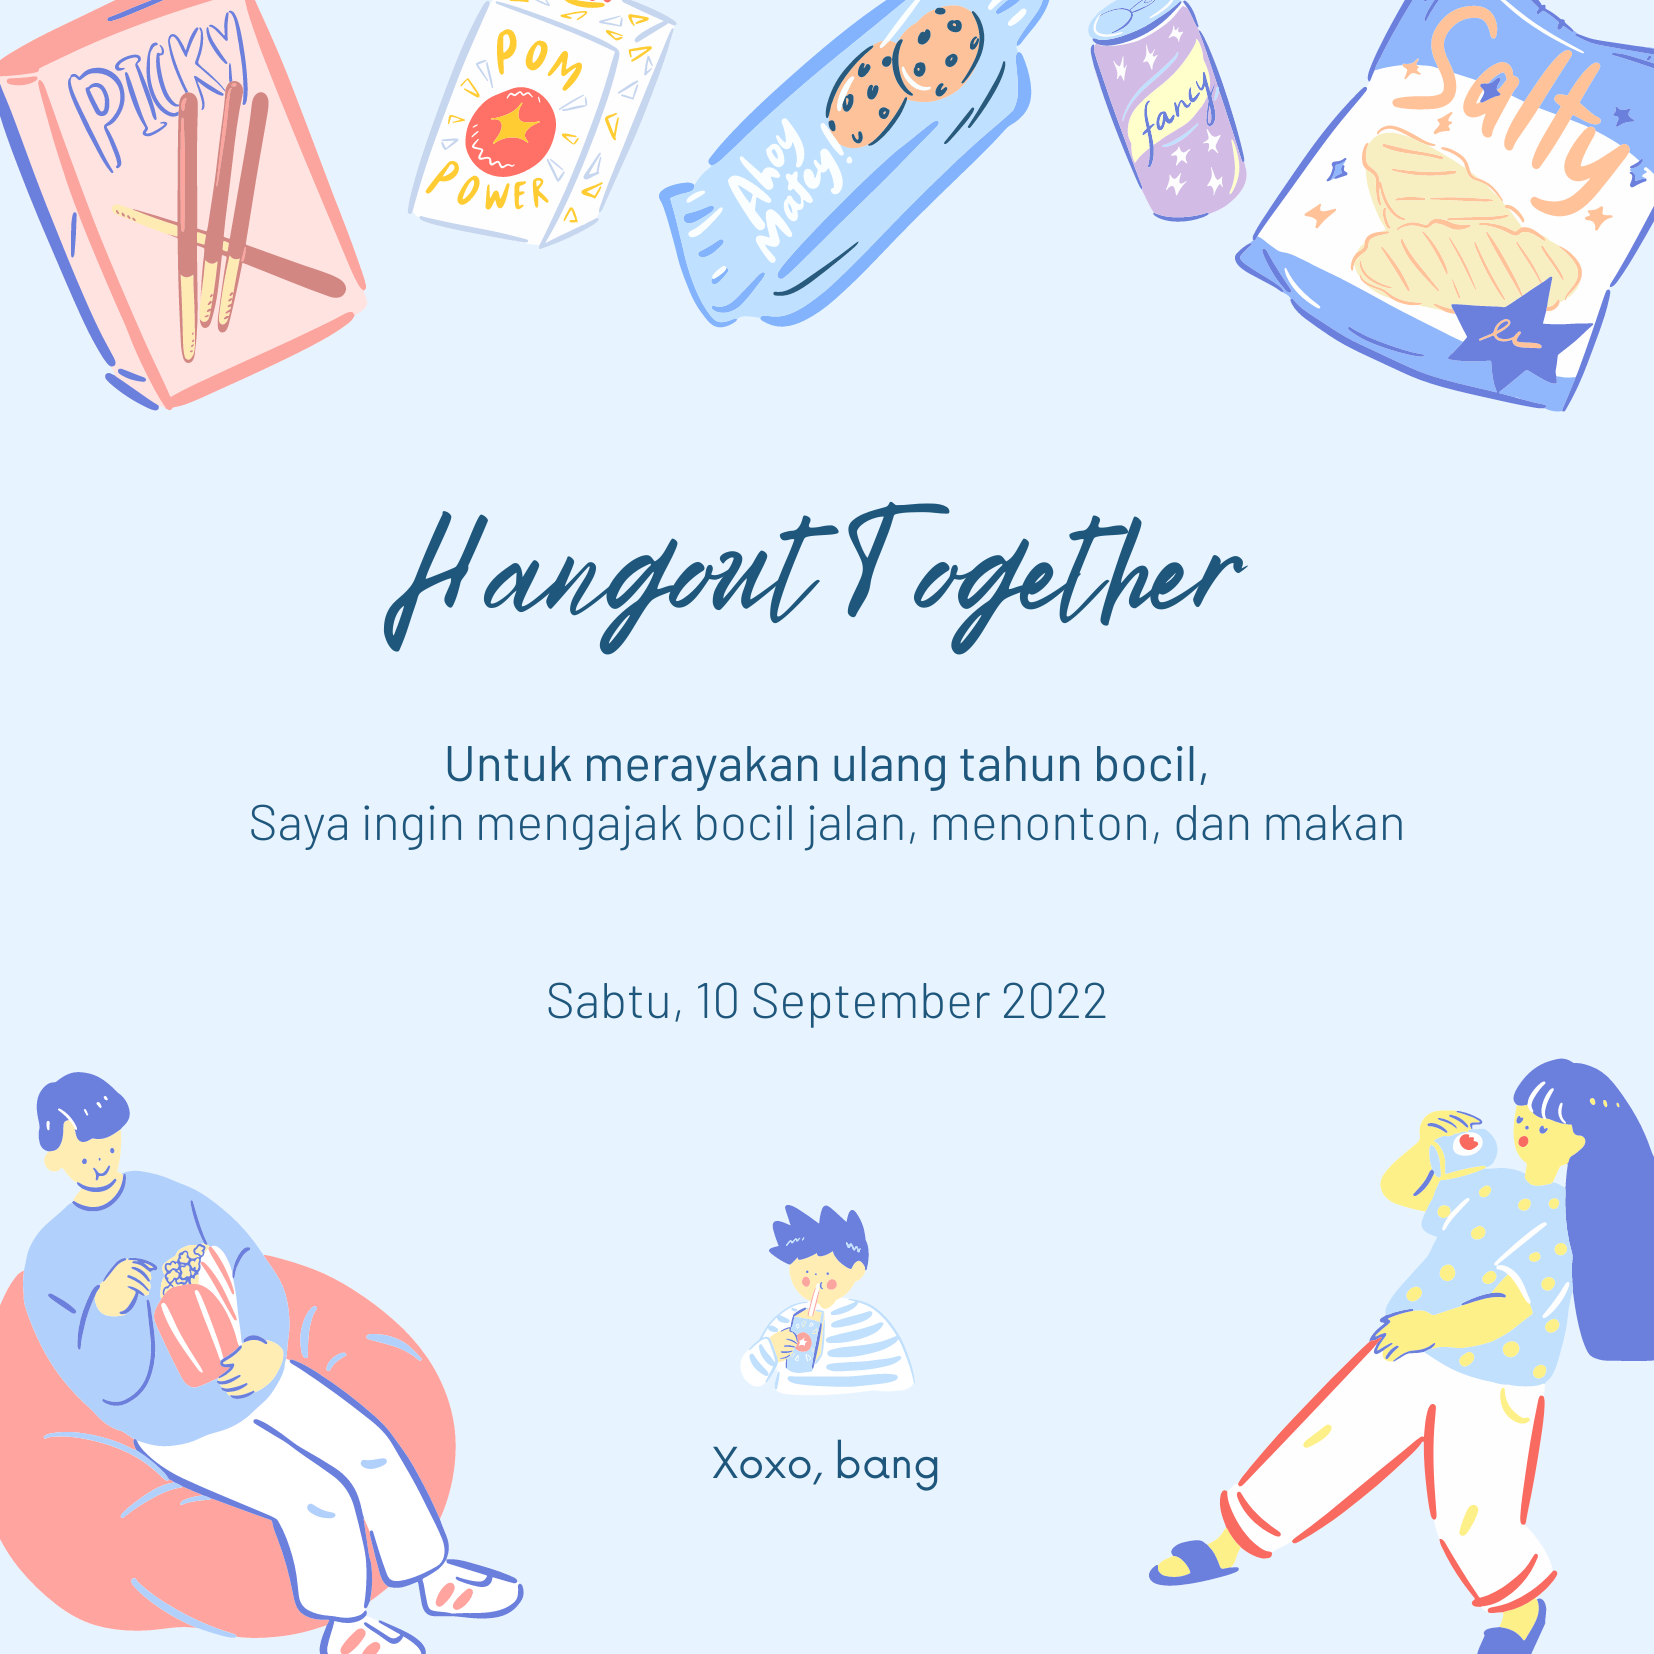 PICKY
POM
POWER
Ahoy
Matey!
fancy
Salty
Hangout Together
Untuk merayakan ulang tahun bocil,
Saya ingin mengajak bocil jalan, menonton, dan makan
Sabtu, 10 September 2022
Xoxo, bang